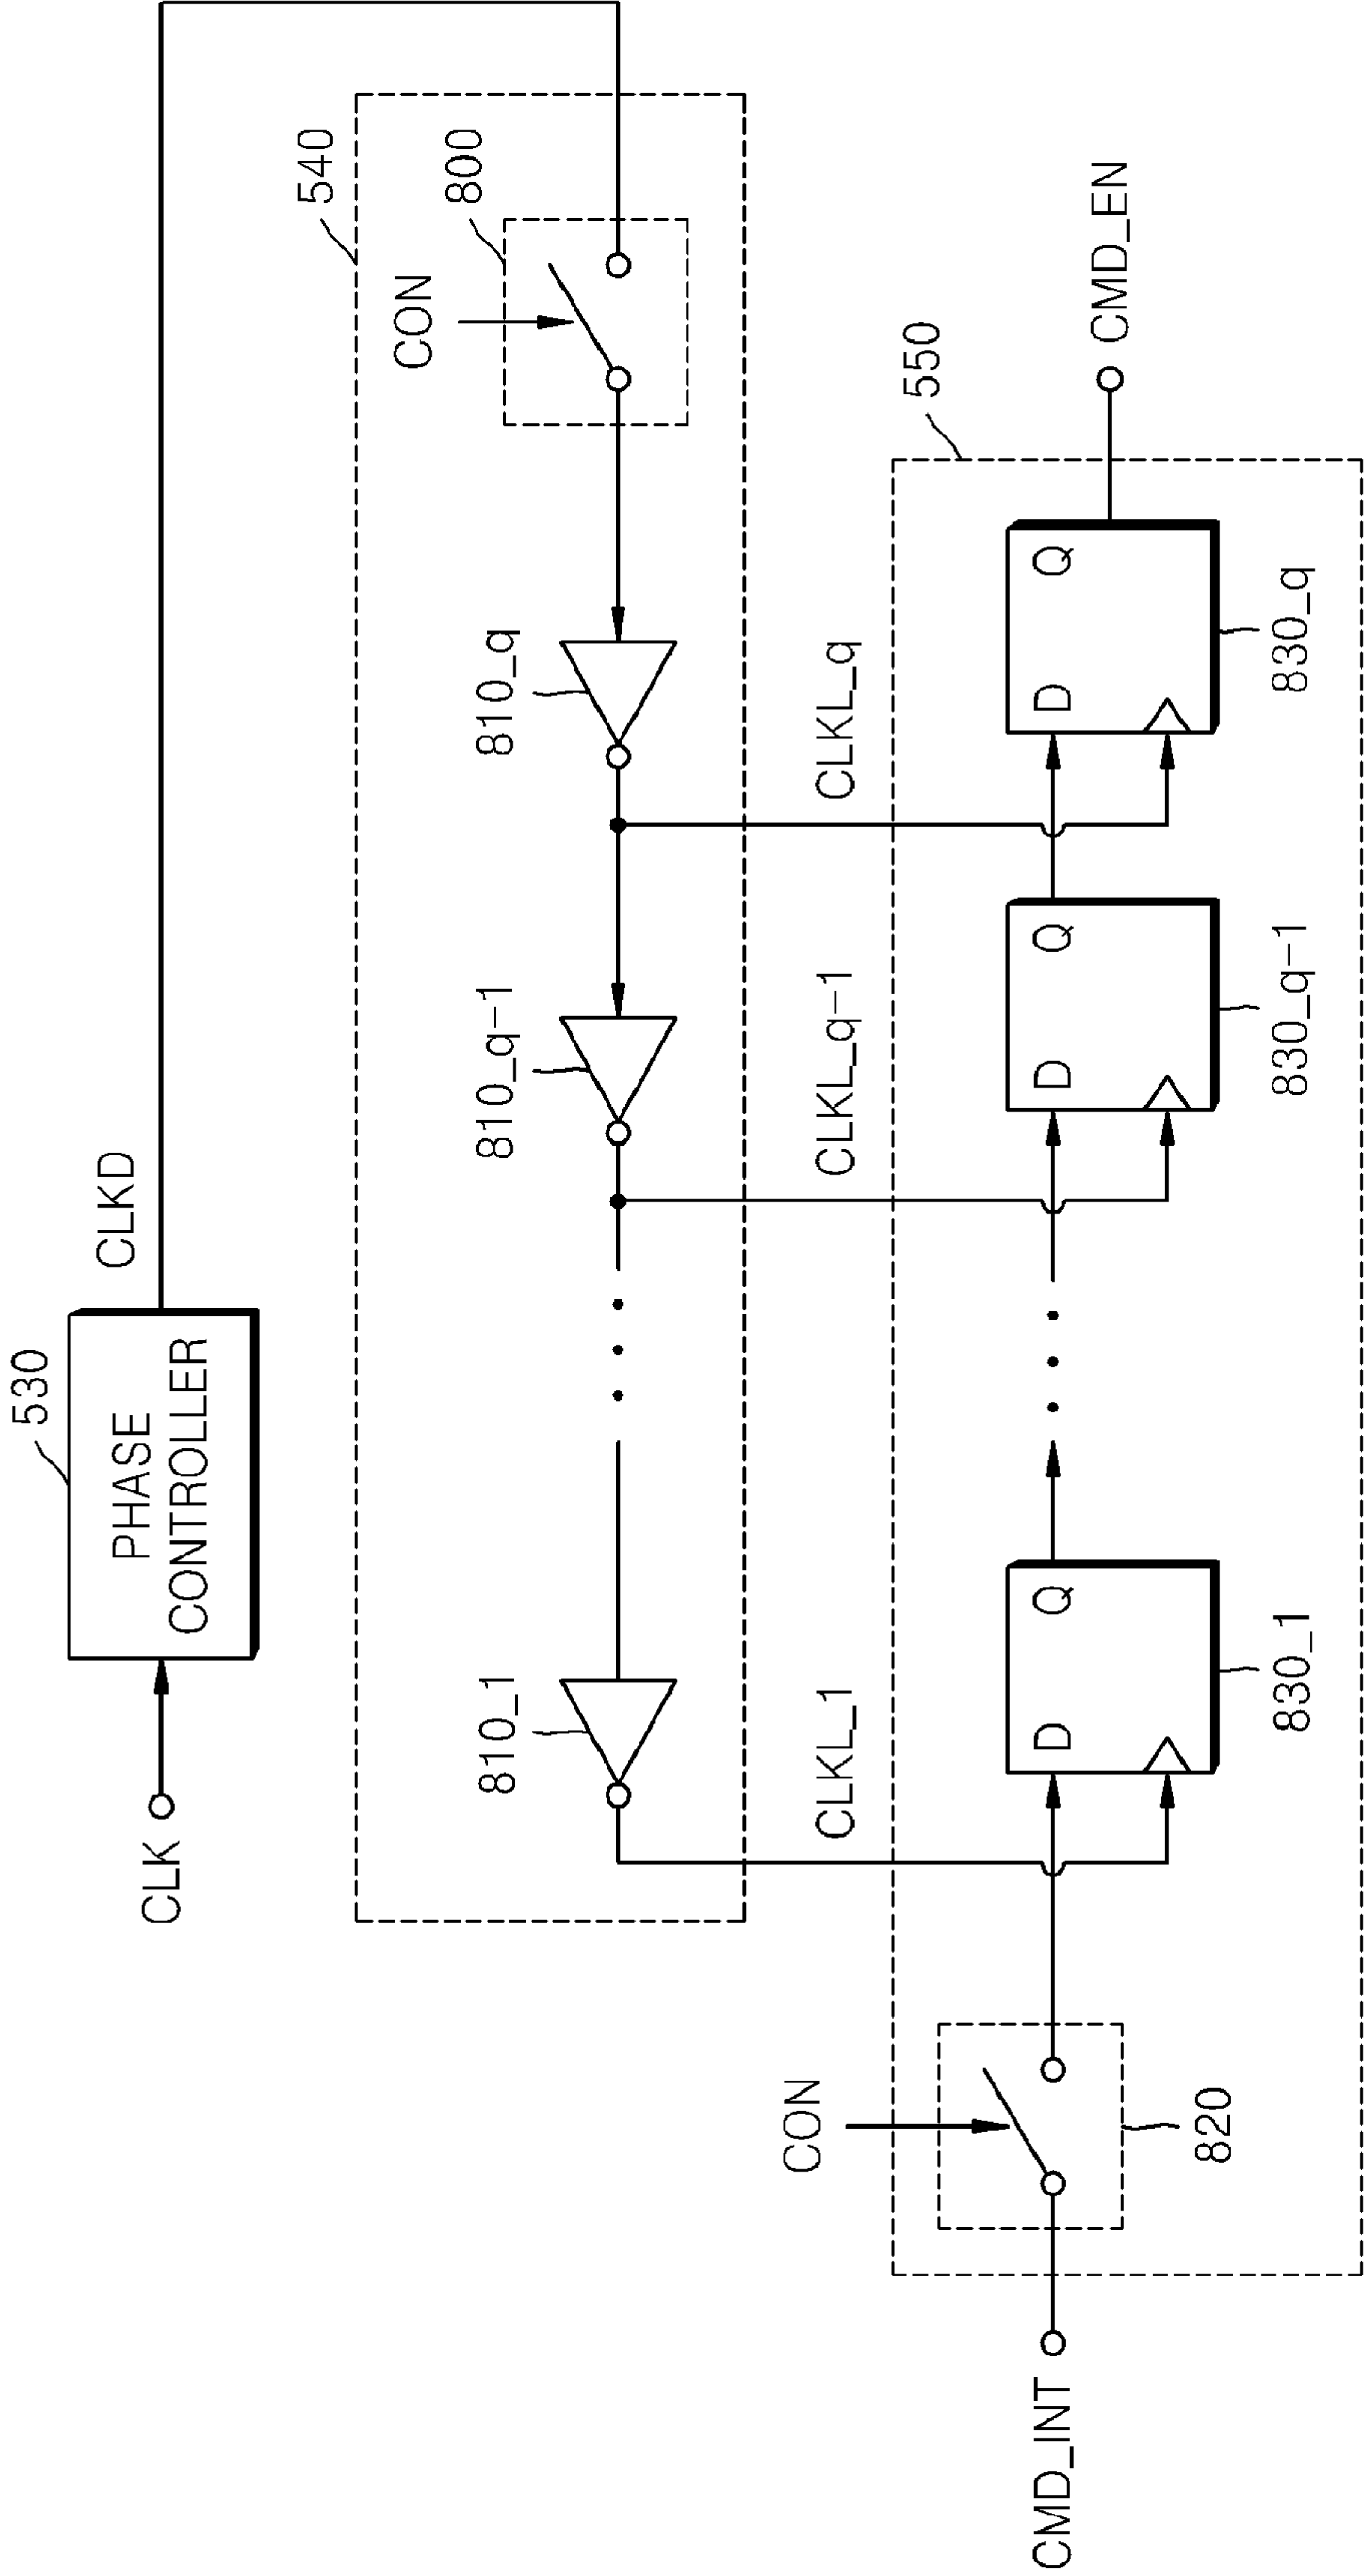 530
CLK
PHASE
CONTROLLER
CLKD
540
CON
800
810_1
810_q-1
810_q
CLKL_1
CLKL_q-1
CLKL_q
550
CON
CMD_INT
D
Q
D
Q
D
Q
CMD_EN
820
830_1
830_q-1
830_q